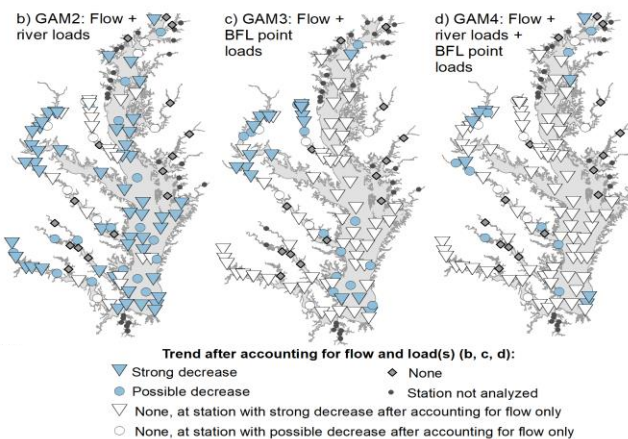 b) GAM2: Flow +
river loads
c) GAM3: Flow +
BFL point
loads
d) GAM4: Flow +
river loads +
BFL point
loads
Trend after accounting for flow and load(s) (b, c, d):
Strong decrease
None
Possible decrease
Station not analyzed
None, at station with strong decrease after accounting for flow only
None, at station with possible decrease after accounting for flow only